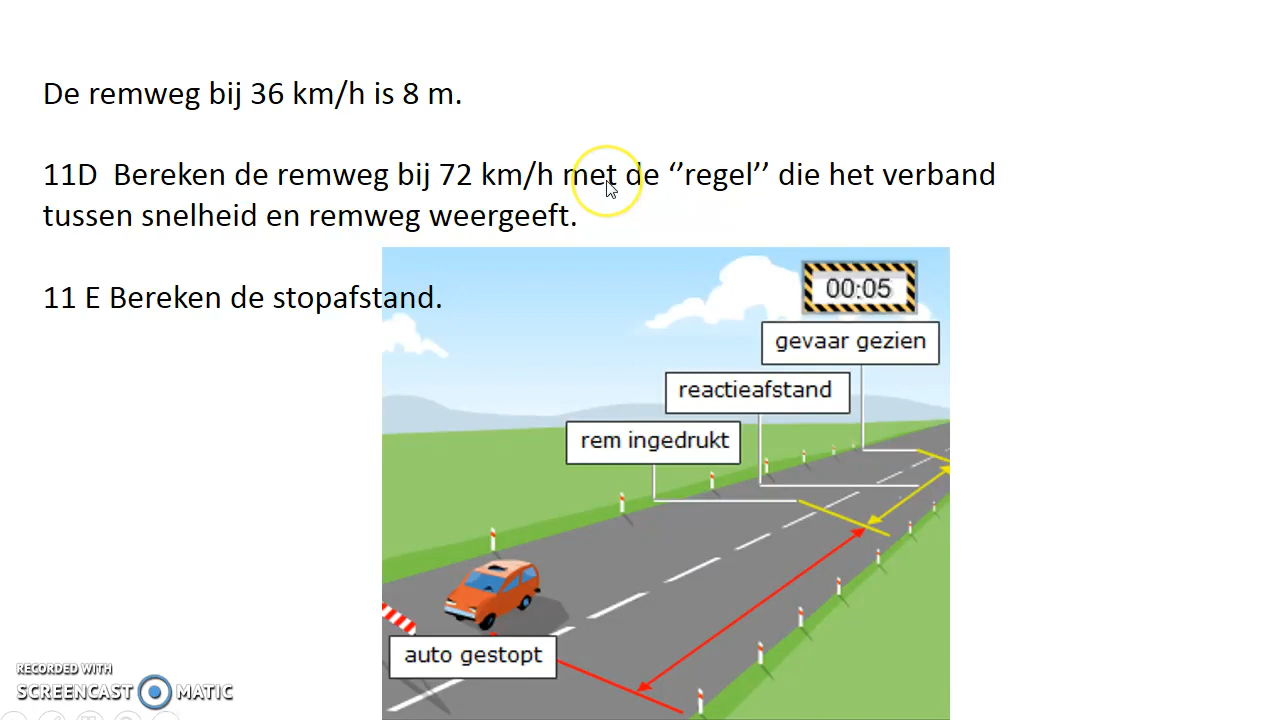 De remweg bij 36 km/h is 8 m.
11D  Bereken de remweg bij 72 km/h met de ‘’regel’’ die het verband
tussen snelheid en remweg weergeeft.
11 E Bereken de stopafstand.
00:05
gevaar gezien
reactieafstand
rem ingedrukt
auto gestopt
RECORDED WITH
SCREENCAST MATIC